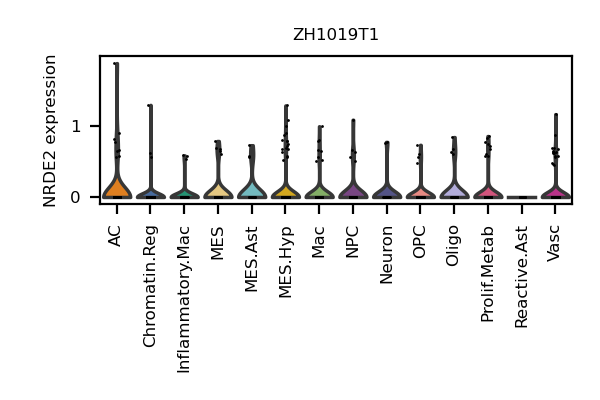 ZH1019T1
NRDE2 expression
1
0
AC
Chromatin.Reg
Inflammatory.Mac
MES
MES.Ast
MES.Hyp
Mac
NPC
Neuron
OPC
Oligo
Prolif.Metab
Reactive.Ast
Vasc